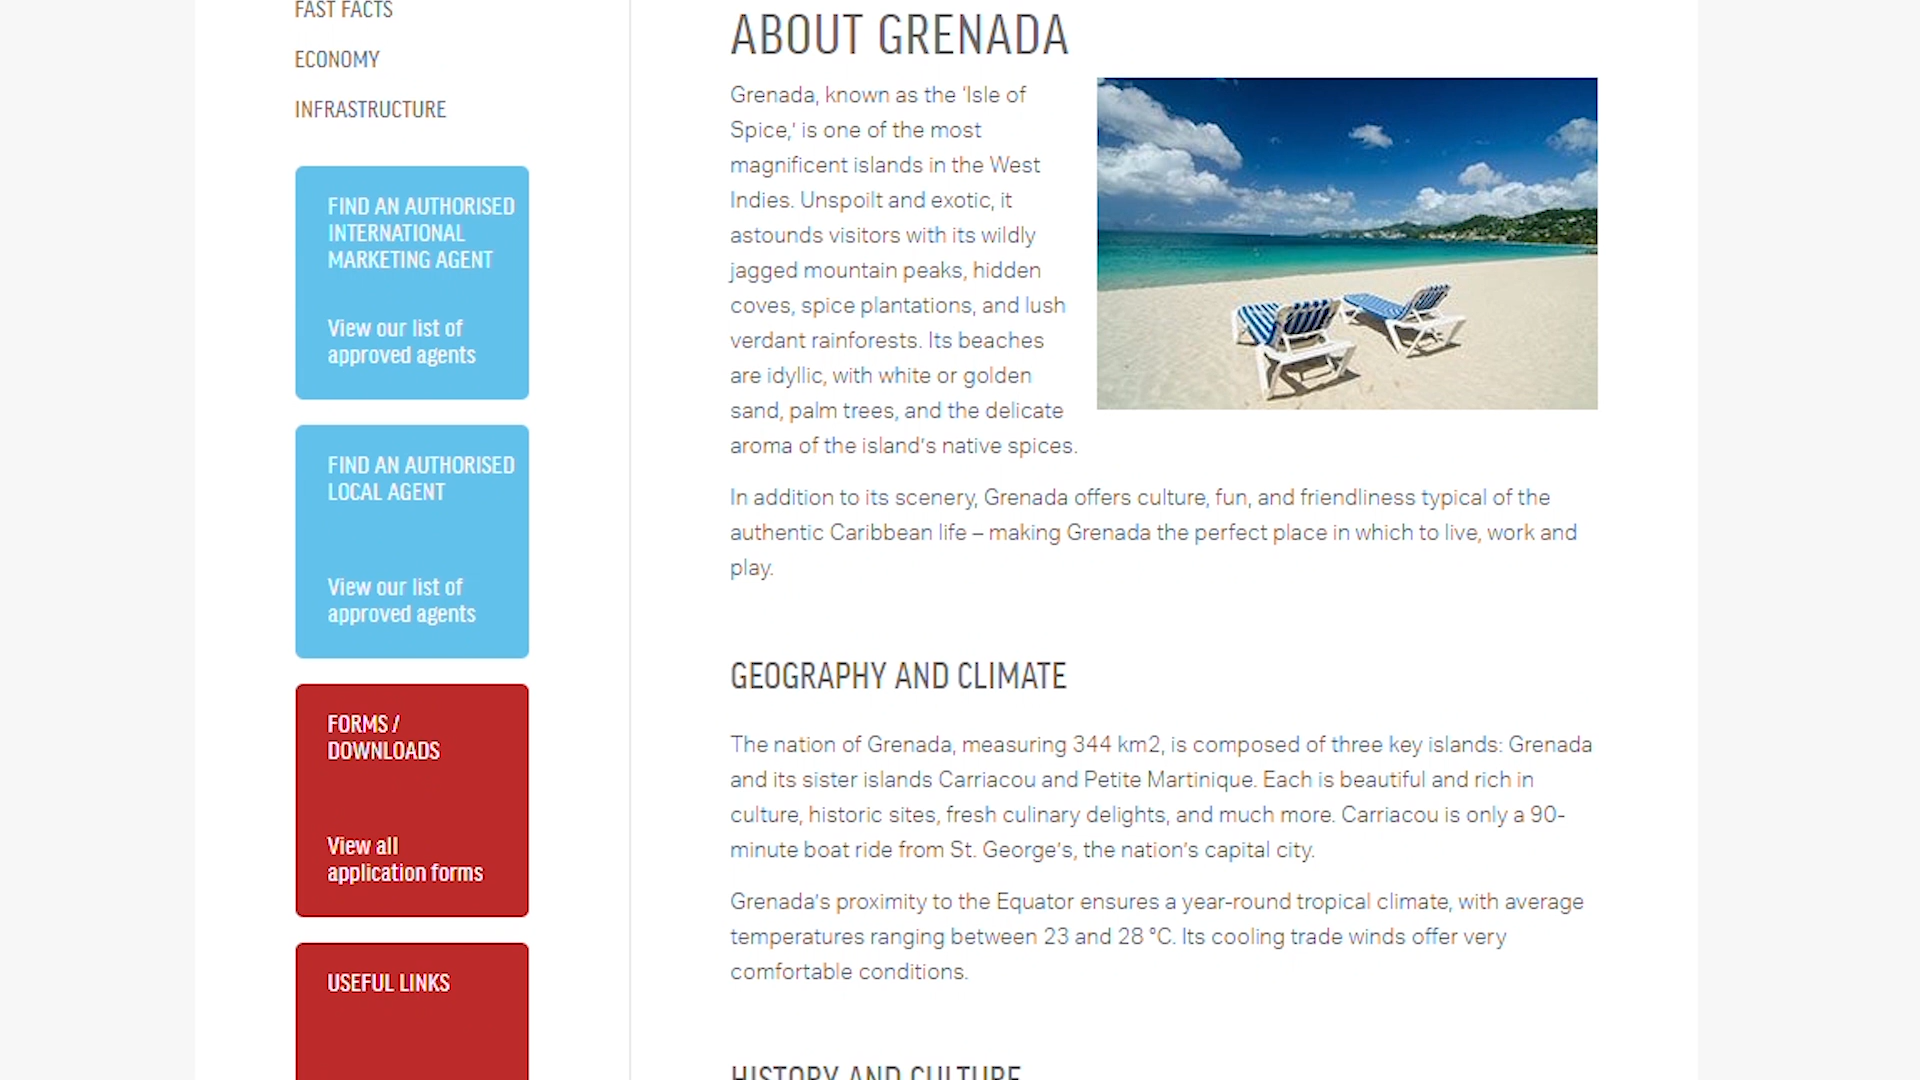 FAST FACTS
ECONOMY
INFRASTRUCTURE
FIND AN AUTHORISED
INTERNATIONAL
MARKETING AGENT
View our list of
approved agents
FIND AN AUTHORISED
LOCAL AGENT
View our list of
approved agents
FORMS /
DOWNLOADS
View all
application forms
USEFUL LINKS
ABOUT GRENADA
Grenada, known as the ‘Isle of
Spice,’ is one of the most
magnificent islands in the West
Indies. Unspoilt and exotic, it
astounds visitors with its wildly
jagged mountain peaks, hidden
coves, spice plantations, and lush
verdant rainforests. Its beaches
are idyllic, with white or golden
sand, palm trees, and the delicate
aroma of the island’s native spices.
In addition to its scenery, Grenada offers culture, fun, and friendliness typical of the
authentic Caribbean life – making Grenada the perfect place in which to live, work and
play.
GEOGRAPHY AND CLIMATE
The nation of Grenada, measuring 344 km2, is composed of three key islands: Grenada
and its sister islands Carriacou and Petite Martinique. Each is beautiful and rich in
culture, historic sites, fresh culinary delights, and much more. Carriacou is only a 90-
minute boat ride from St. George’s, the nation’s capital city.
Grenada’s proximity to the Equator ensures a year-round tropical climate, with average
temperatures ranging between 23 and 28 °C. Its cooling trade winds offer very
comfortable conditions.
HISTORY AND CULTURE